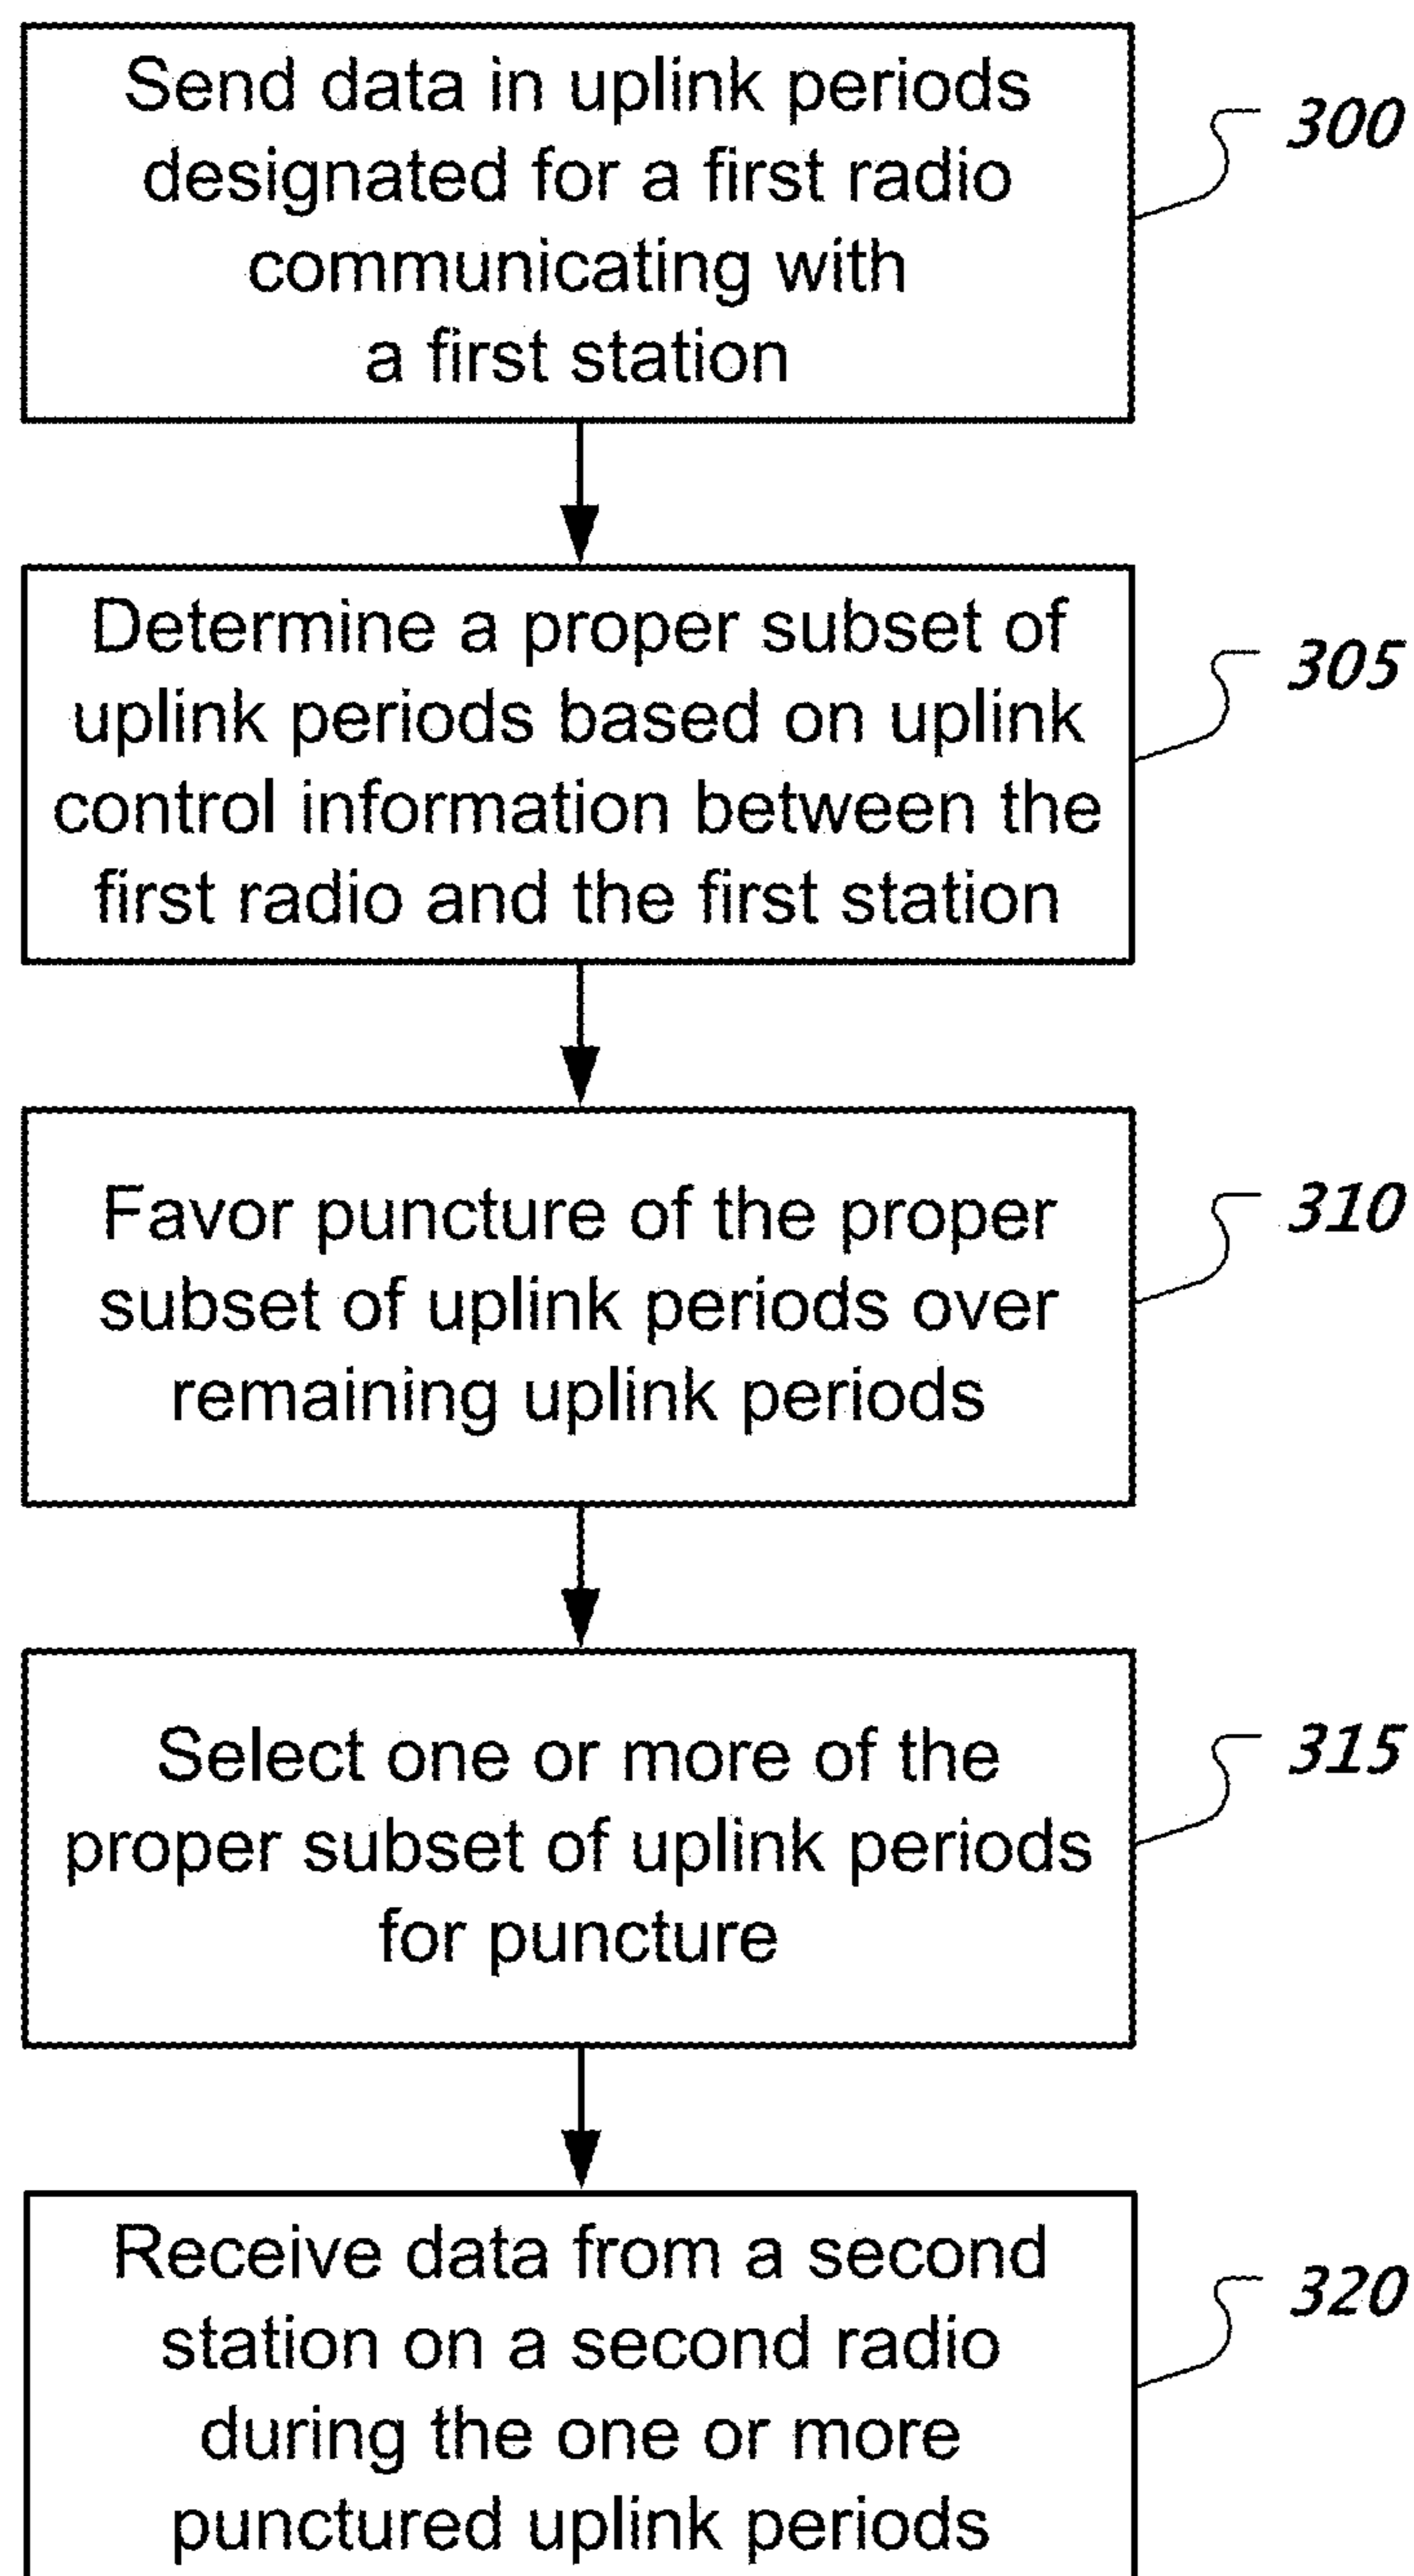 Send data in uplink periods
designated for a first radio
communicating with
a first station
300
Determine a proper subset of
uplink periods based on uplink
control information between the
first radio and the first station
305
Favor puncture of the proper
subset of uplink periods over
remaining uplink periods
310
Select one or more of the
proper subset of uplink periods
for puncture
315
Receive data from a second
station on a second radio
during the one or more
punctured uplink periods
320